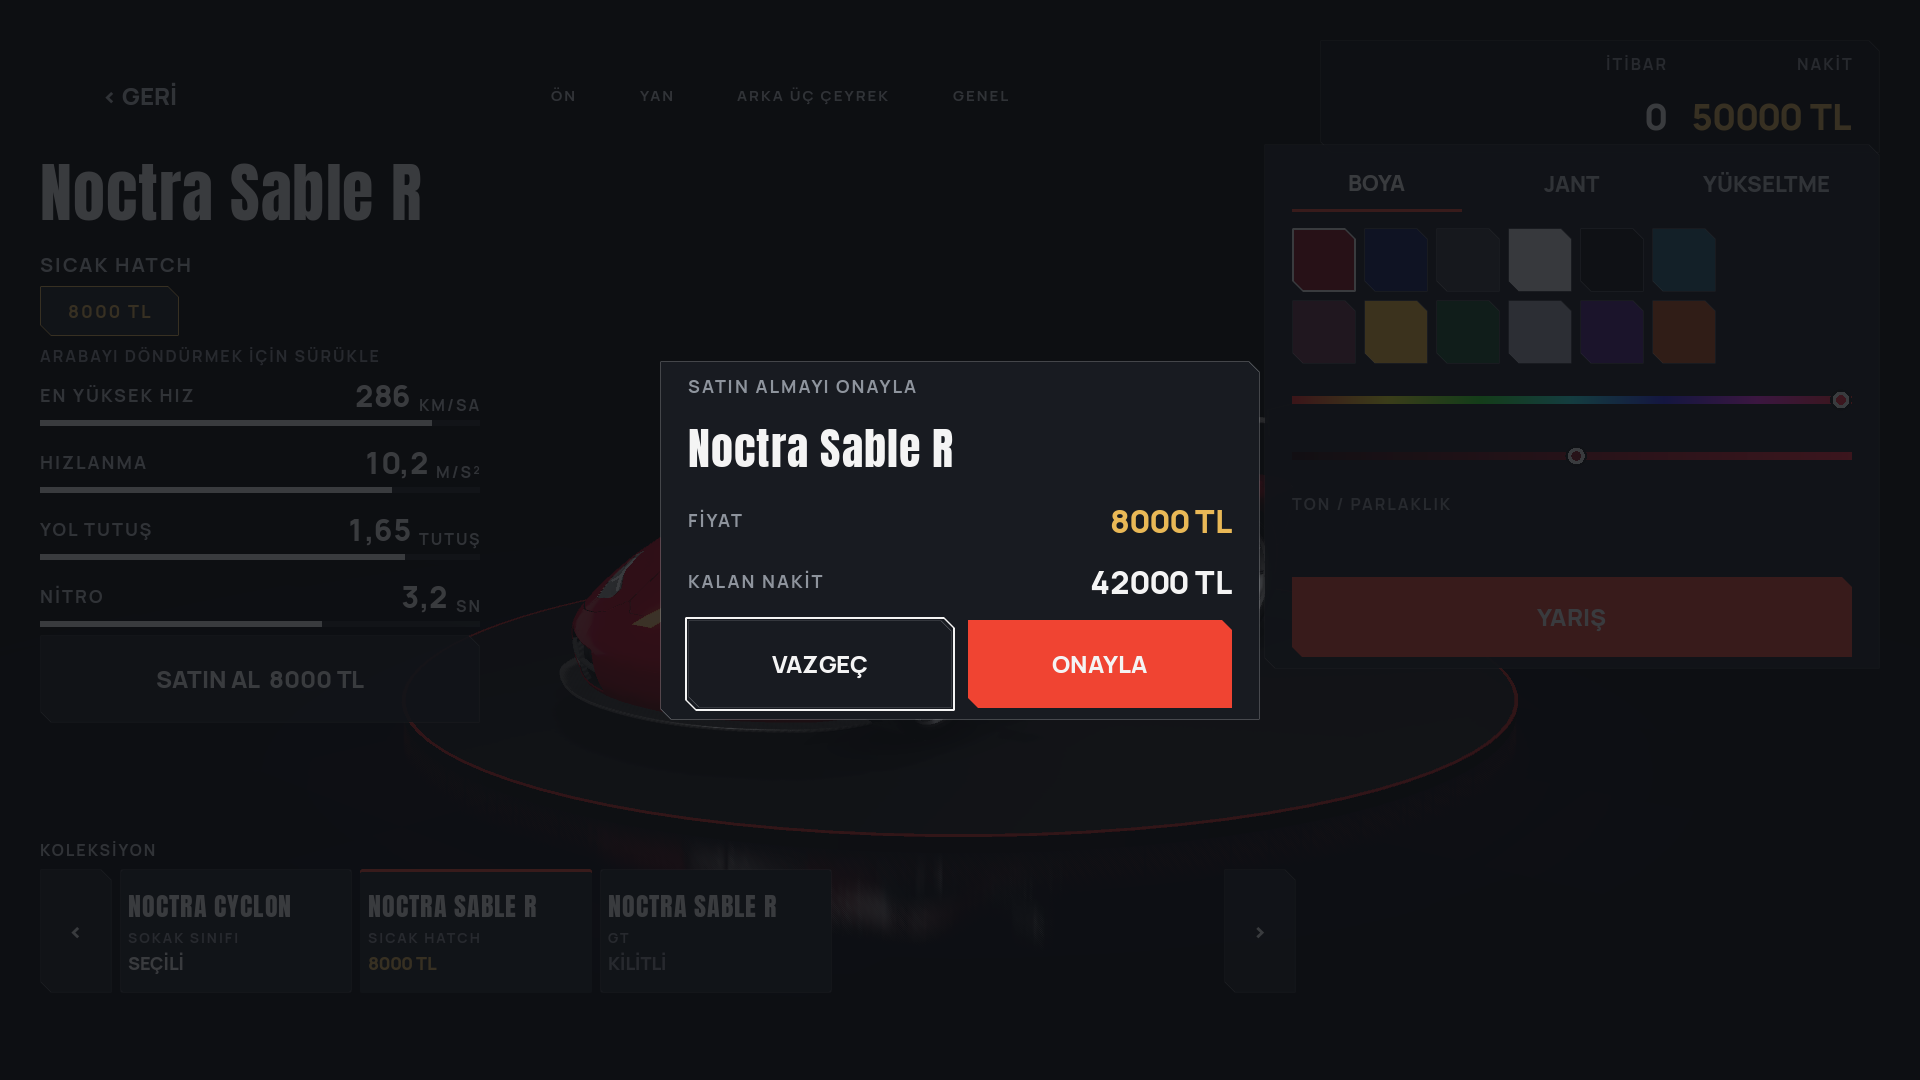 GERİ
ÖN
YAN
ARKA ÜÇ ÇEYREK
GENEL
İTİBAR
NAKİT
0
50000 TL
Noctra Sable R
SICAK HATCH
8000 TL
ARABAYI DÖNDÜRMEK İÇİN SÜRÜKLE
EN YÜKSEK HIZ
286 KM/SA
HIZLANMA
10,2 M/S²
YOL TUTUŞ
1,65 TUTUŞ
NİTRO
3,2 SN
SATIN AL 8000 TL
BOYA
JANT
YÜKSELTME
TON / PARLAKLIK
YARIŞ
SATIN ALMAYI ONAYLA
Noctra Sable R
FİYAT
8000 TL
KALAN NAKİT
42000 TL
VAZGEÇ
ONAYLA
KOLEKSİYON
NOCTRA CYCLON
SOKAK SINIFI
SEÇİLİ
NOCTRA SABLE R
SICAK HATCH
8000 TL
NOCTRA SABLE R
GT
KİLİTLİ